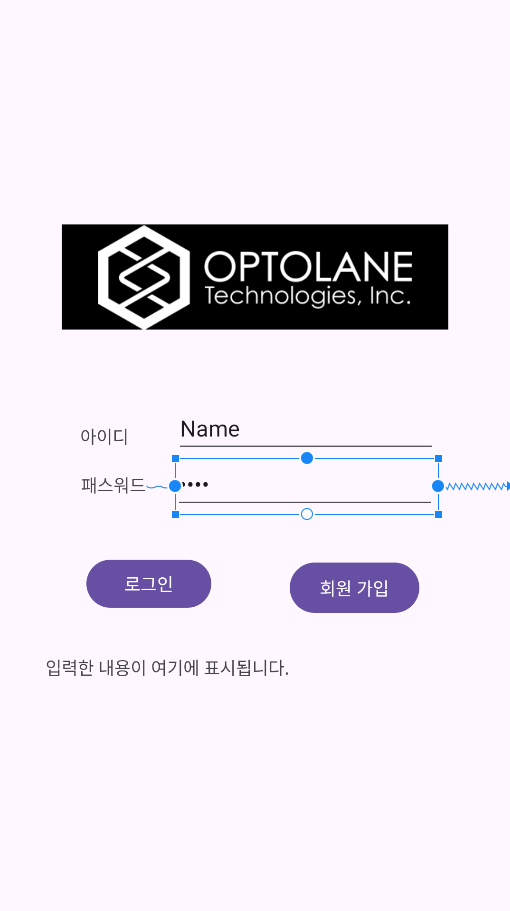 OPTOLANE
Technologies, Inc.
아이디
Name
패스워드
••••
로그인
회원 가입
입력한 내용이 여기에 표시됩니다.